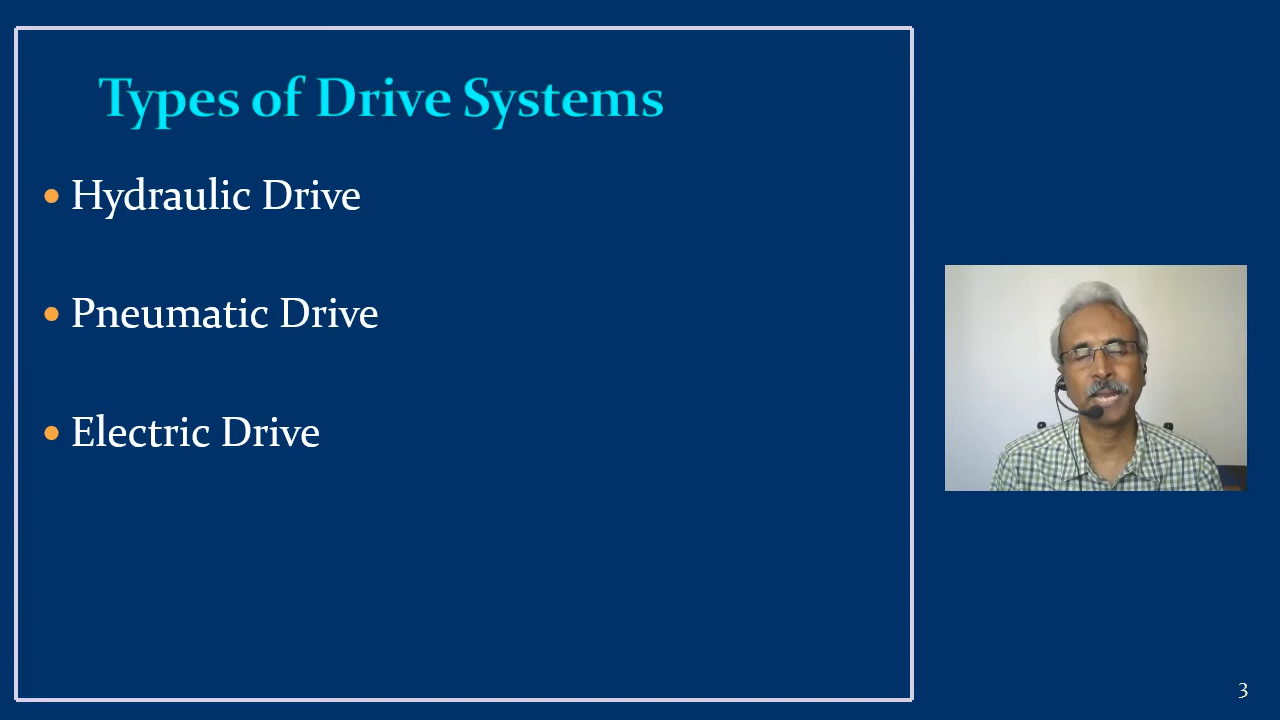 Types of Drive Systems
• Hydraulic Drive
• Pneumatic Drive
• Electric Drive
3